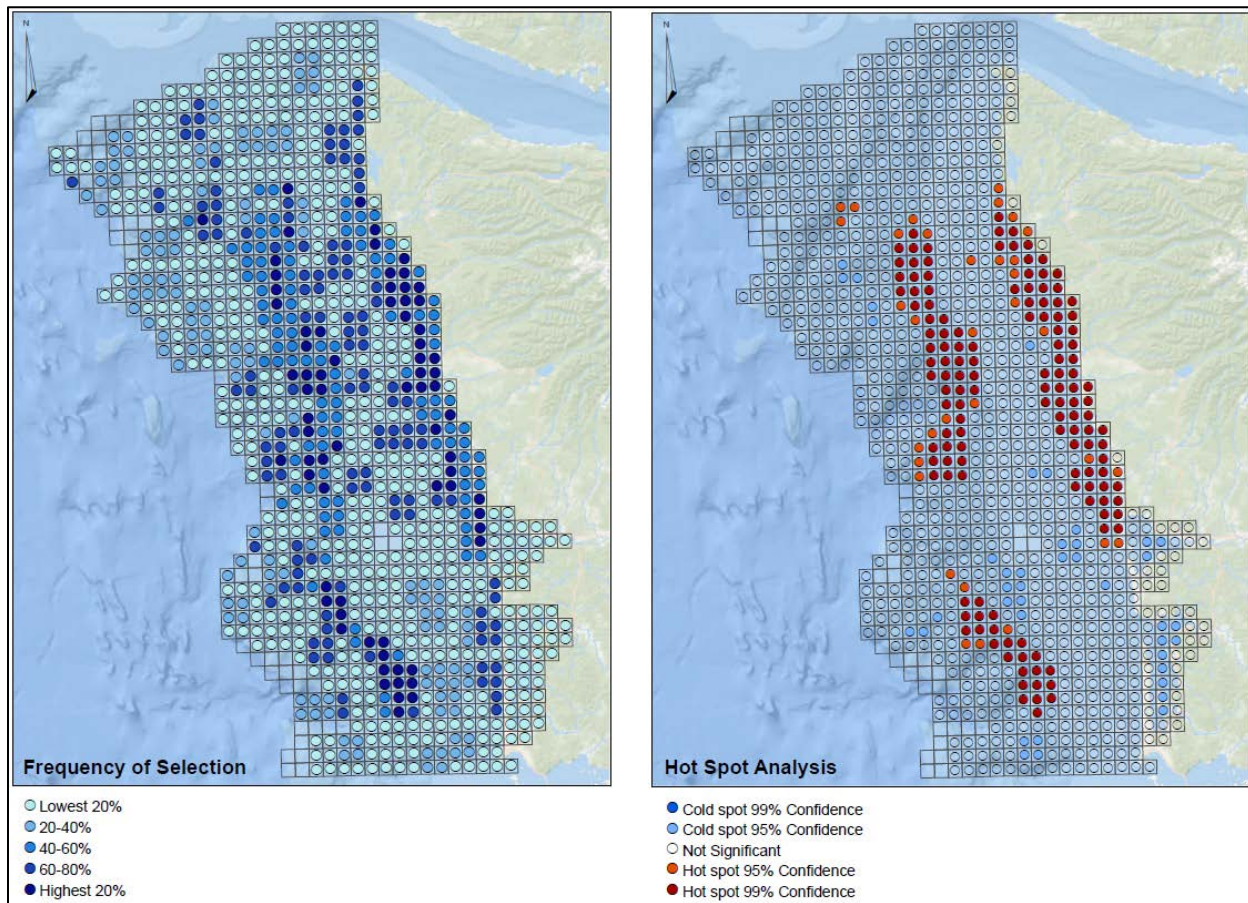 N
N
Frequency of Selection
Hot Spot Analysis
Lowest 20%
20-40%
40-60%
60-80%
Highest 20%
Cold spot 99% Confidence
Cold spot 95% Confidence
Not Significant
Hot spot 95% Confidence
Hot spot 99% Confidence